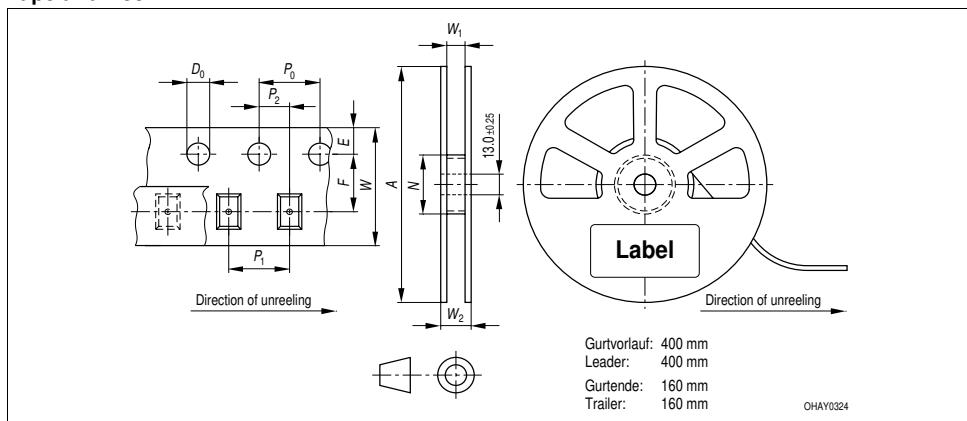 W1
D0
P0
P2
E
F
W
A
N
13.0 ±0.25
P1
Label
Direction of unreeling
W2
Direction of unreeling
Gurtvorlauf: 400 mm
Leader: 400 mm
Gurtende: 160 mm
Trailer: 160 mm
OHAY0324